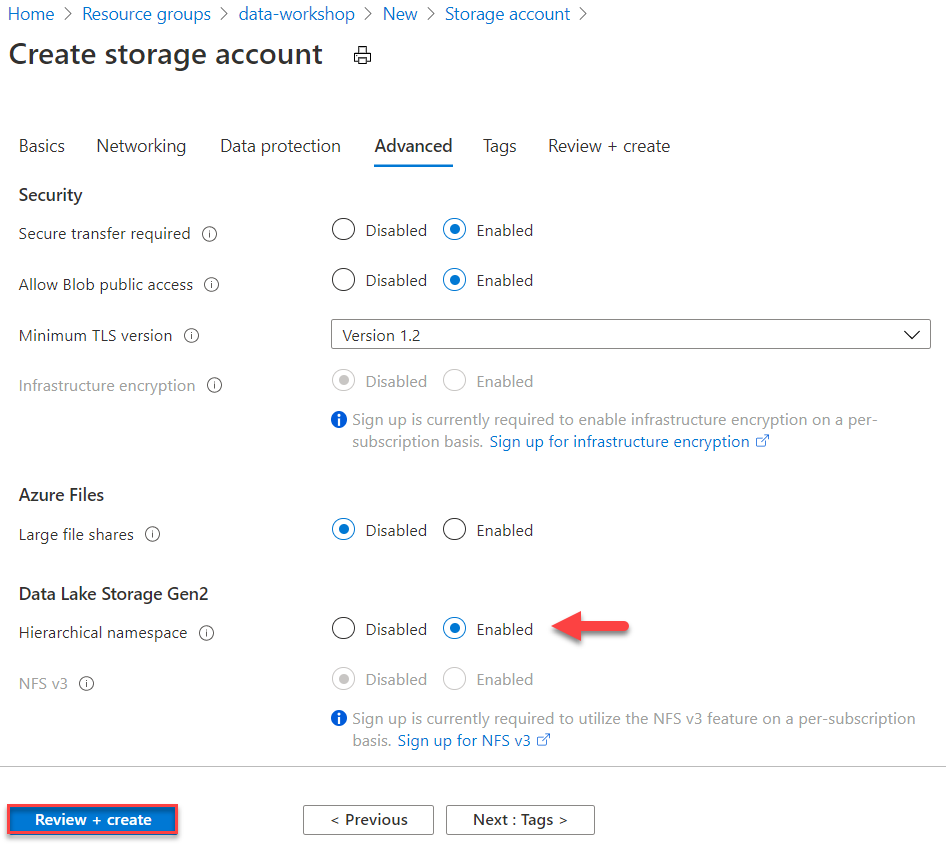 Home > Resource groups > data-workshop > New > Storage account >
Create storage account
Basics Networking Data protection Advanced Tags Review + create
Security
Secure transfer required Disabled Enabled
Allow Blob public access Disabled Enabled
Minimum TLS version Version 1.2
Infrastructure encryption Disabled Enabled
Sign up is currently required to enable infrastructure encryption on a per-
subscription basis. Sign up for infrastructure encryption
Azure Files
Large file shares Disabled Enabled
Data Lake Storage Gen2
Hierarchical namespace Disabled Enabled
NFS v3 Disabled Enabled
Sign up is currently required to utilize the NFS v3 feature on a per-subscription
basis. Sign up for NFS v3
Review + create < Previous Next : Tags >